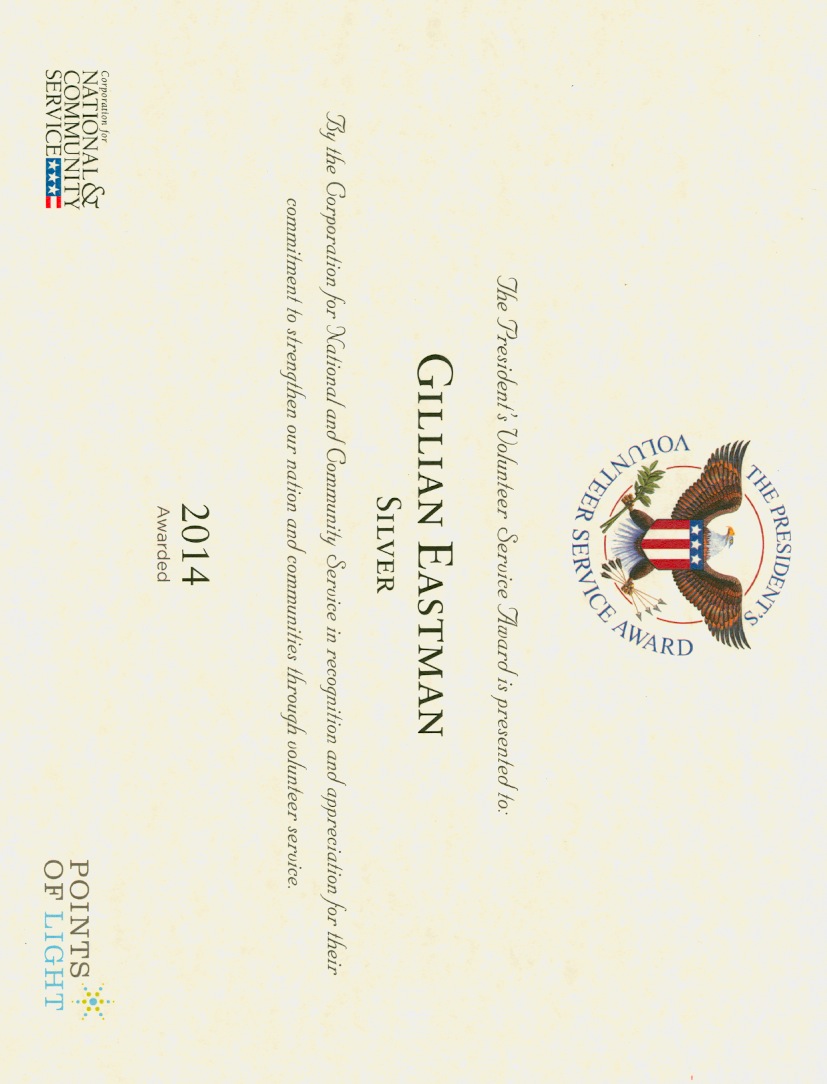 THE PRESIDENT'S
VOLUNTEER SERVICE AWARD
The President's Volunteer Service Award is presented to:
GILLIAN EASTMAN
SILVER
By the Corporation for National and Community Service in recognition and appreciation for their
commitment to strengthen our nation and communities through volunteer service.
2014
Awarded
Corporation for
NATIONAL &
COMMUNITY
SERVICE
POINTS
OF LIGHT